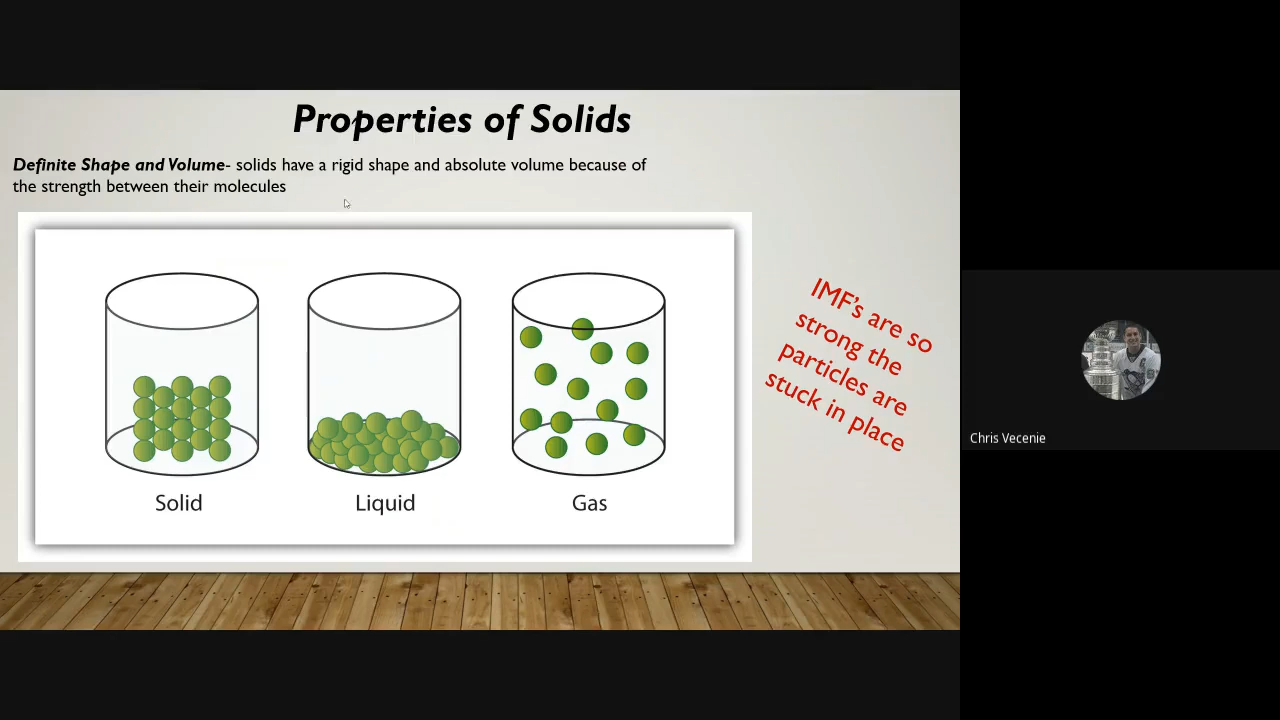 Properties of Solids
Definite Shape and Volume- solids have a rigid shape and absolute volume because of
the strength between their molecules
IMF's are so
strong the
particles are
stuck in place
Solid
Liquid
Gas
Chris Vecenie